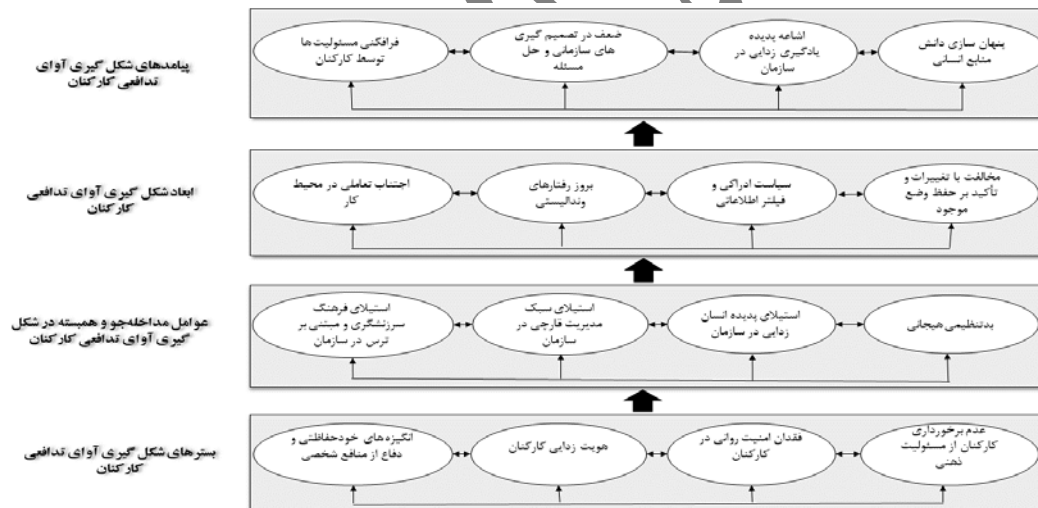 پیامدهای شکل گیری آوای
تدافعی کارکنان
پنهان سازی دانش
منابع انسانی
اشاعه پدیده
یادگیری زدایی در
سازمان
ضعف در تصمیم گیری
های سازمانی و حل
مسئله
فرافکنی مسئولیت‌ها
توسط کارکنان
ابعاد شکل گیری آوای تدافعی
کارکنان
مخالفت با تغییرات و
تأکید بر حفظ وضع
موجود
سیاست ادراکی و
فیلتر اطلاعاتی
بروز رفتارهای
وندالیستی
اجتناب تعاملی در محیط
کار
عوامل مداخله‌جو و همبسته در شکل
گیری آوای تدافعی کارکنان
بدتنظیمی هیجانی
استیلای پدیده انسان
زدایی در سازمان
استیلای سبک
مدیریت قارچی در
سازمان
استیلای فرهنگ
سرزنشگری و مبتنی بر
ترس در سازمان
بسترهای شکل گیری آوای تدافعی
کارکنان
عدم برخورداری
کارکنان از مسئولیت
ذهنی
فقدان امنیت روانی در
کارکنان
هویت زدایی کارکنان
انگیزه های خودحفاظتی و
دفاع از منافع شخصی